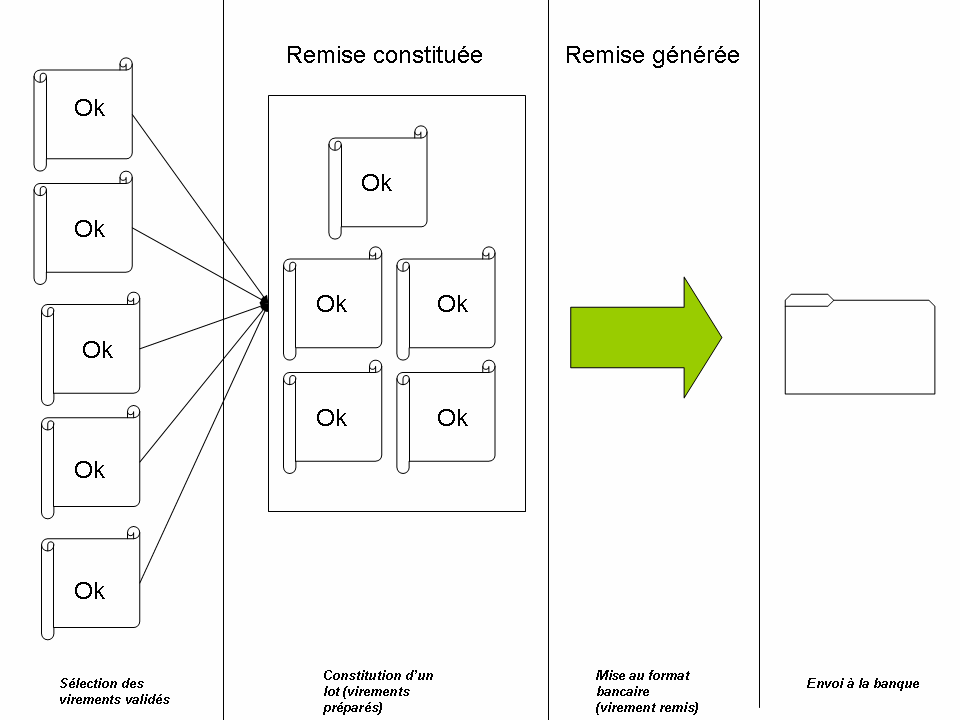 Remise constituée
Remise générée
Ok
Ok
Ok
Ok
Ok
Ok
Ok
Ok
Ok
Ok
Sélection des
virements validés
Constitution d'un
lot (virements
préparés)
Mise au format
bancaire
(virement remis)
Envoi à la banque